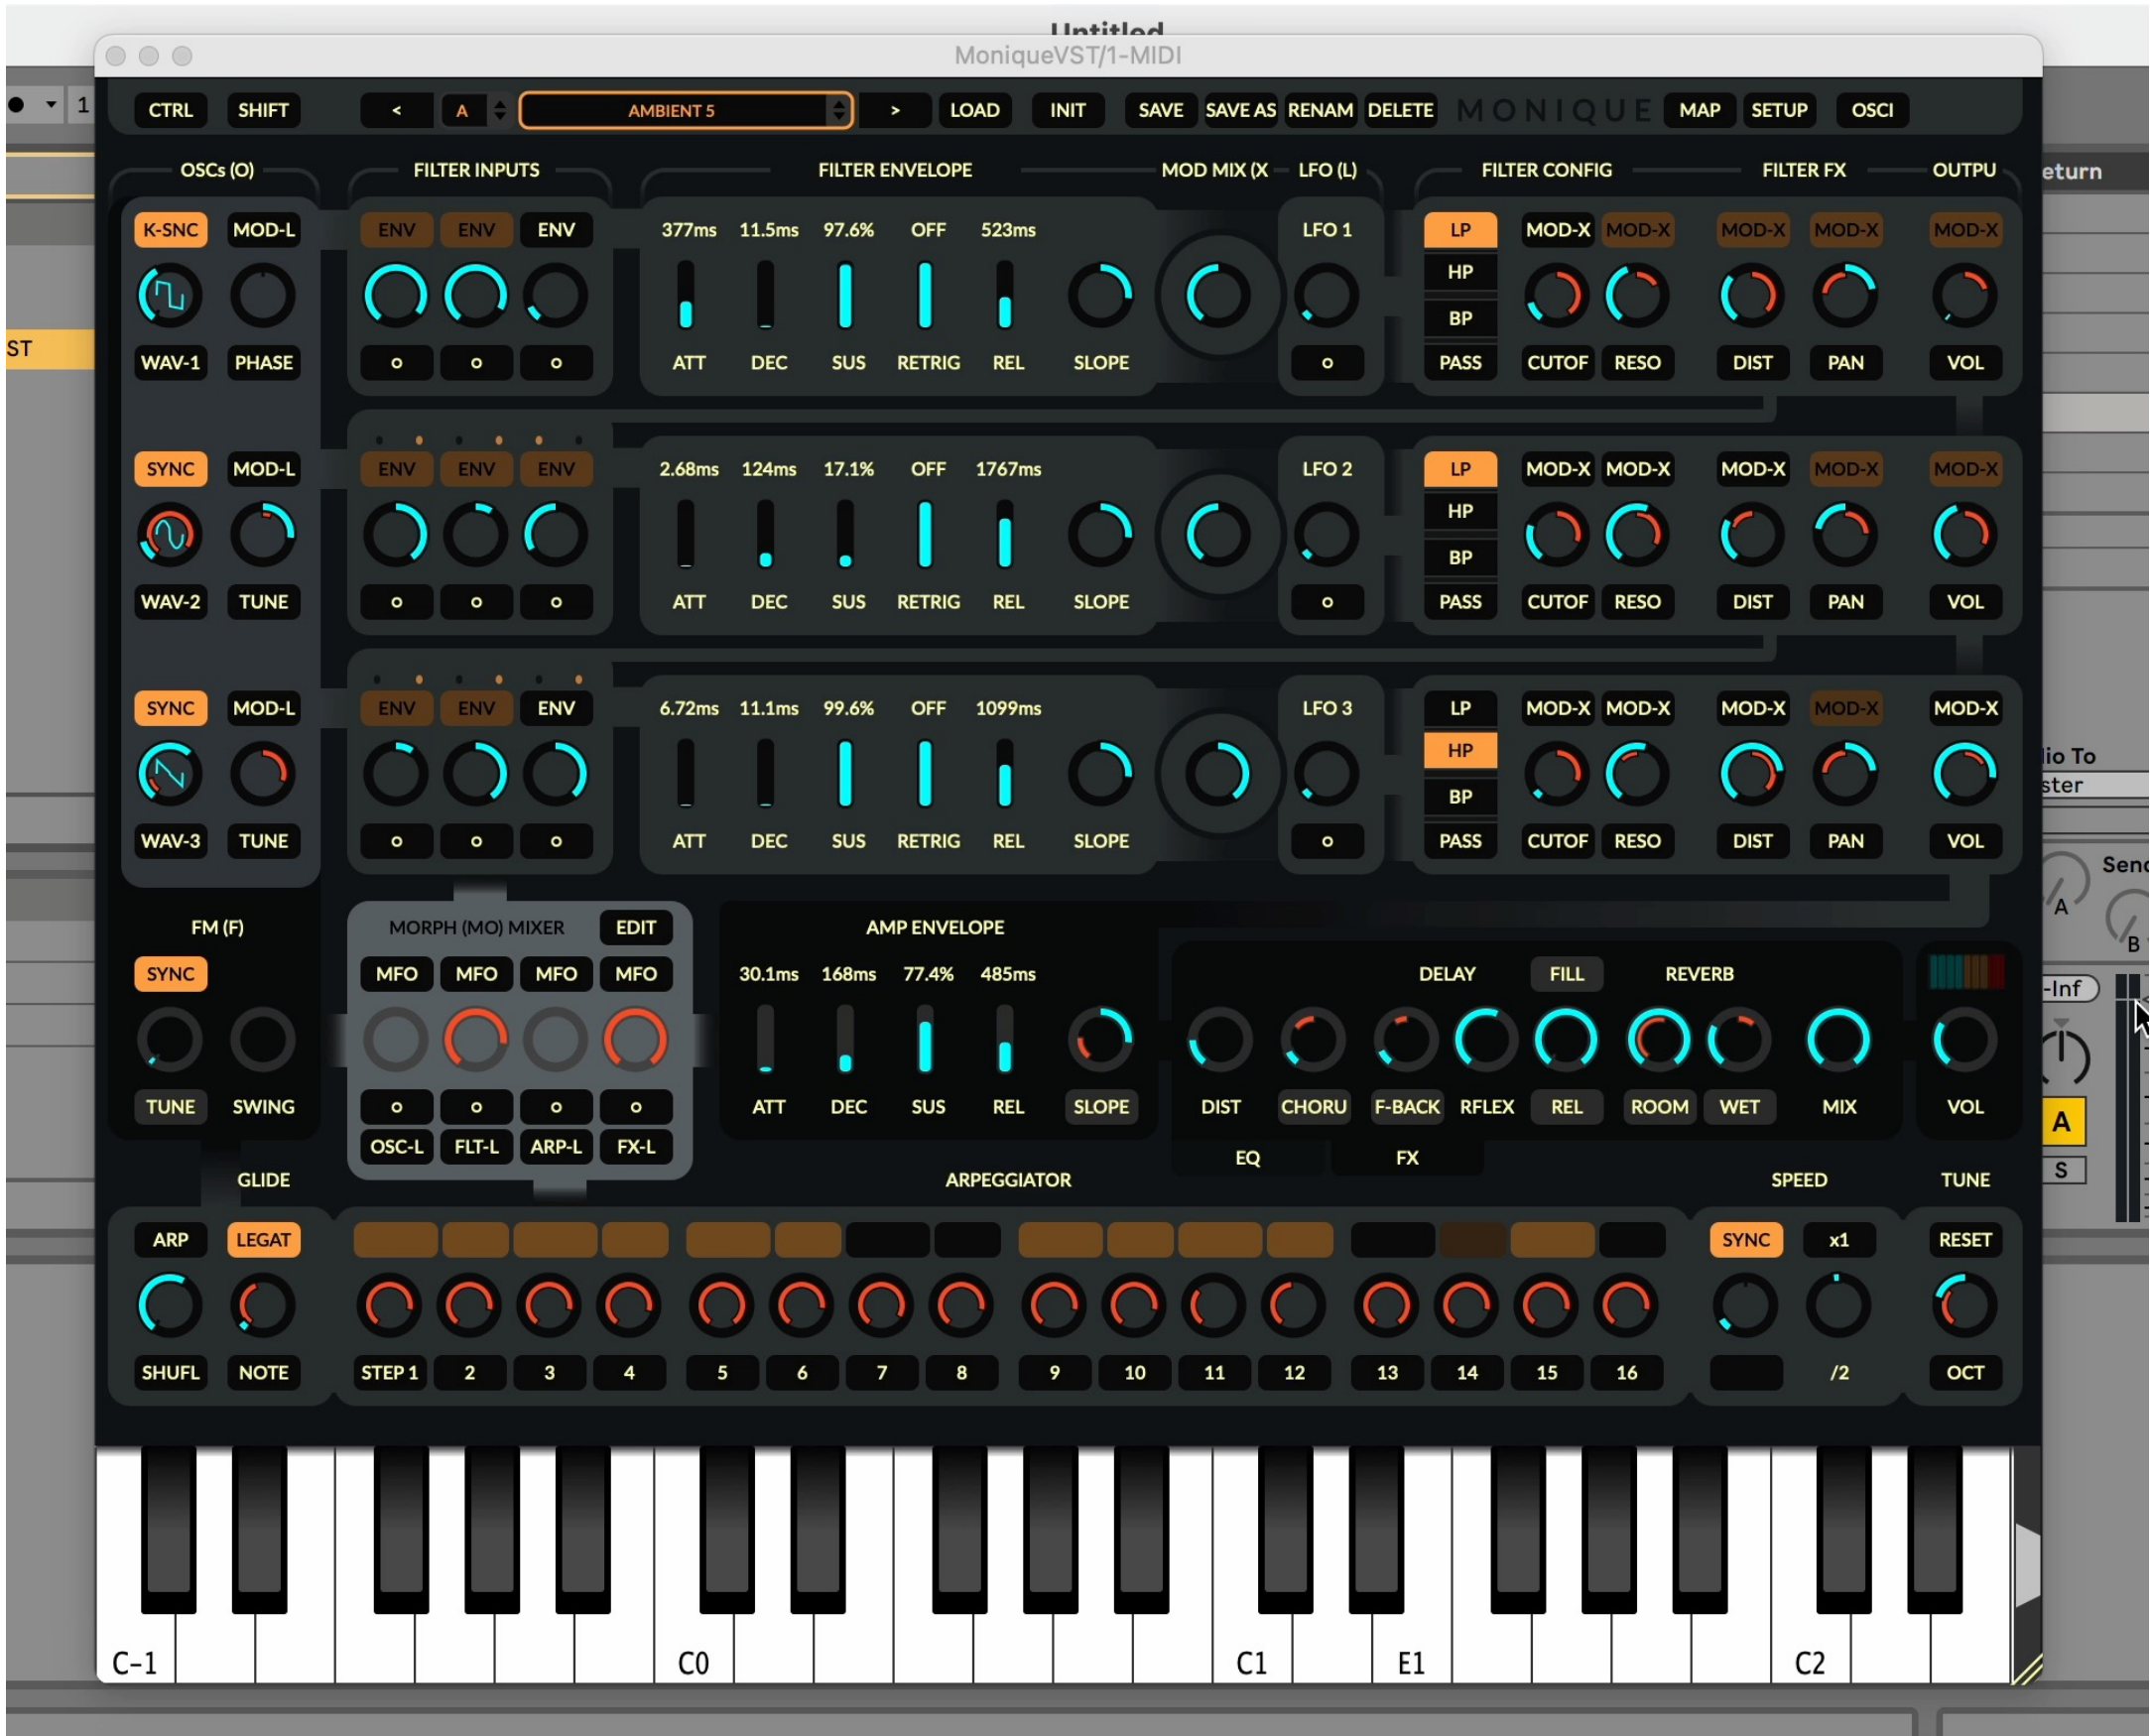 Untitled
MoniqueVST/1-MIDI
1
CTRL SHIFT < A AMBIENT 5 > LOAD INIT SAVE SAVE AS RENAM DELETE MONIQUE MAP SETUP OSCI
OSCs (O) FILTER INPUTS FILTER ENVELOPE MOD MIX (X LFO (L) FILTER CONFIG FILTER FX OUTPU
eturn
K-SNC MOD-L ENV ENV ENV 377ms 11.5ms 97.6% OFF 523ms LFO 1 LP MOD-X MOD-X MOD-X MOD-X MOD-X
HP
BP
ST
WAV-1 PHASE o o o ATT DEC SUS RETRIG REL SLOPE o PASS CUTOF RESO DIST PAN VOL
SYNC MOD-L ENV ENV ENV 2.68ms 124ms 17.1% OFF 1767ms LFO 2 LP MOD-X MOD-X MOD-X MOD-X MOD-X
HP
BP
WAV-2 TUNE o o o ATT DEC SUS RETRIG REL SLOPE o PASS CUTOF RESO DIST PAN VOL
SYNC MOD-L ENV ENV ENV 6.72ms 11.1ms 99.6% OFF 1099ms LFO 3 LP MOD-X MOD-X MOD-X MOD-X MOD-X
HP
io To
ster
BP
WAV-3 TUNE o o o ATT DEC SUS RETRIG REL SLOPE o PASS CUTOF RESO DIST PAN VOL
Send
A
B
FM (F) MORPH (MO) MIXER EDIT AMP ENVELOPE
SYNC MFO MFO MFO MFO 30.1ms 168ms 77.4% 485ms DELAY FILL REVERB
-Inf
TUNE SWING o o o o ATT DEC SUS REL SLOPE DIST CHORU F-BACK RFLEX REL ROOM WET MIX VOL
A
OSC-L FLT-L ARP-L FX-L
EQ FX
S
GLIDE ARPEGGIATOR SPEED TUNE
ARP LEGAT SYNC x1 RESET
SHUFL NOTE STEP 1 2 3 4 5 6 7 8 9 10 11 12 13 14 15 16 /2 OCT
C-1 C0 C1 E1 C2